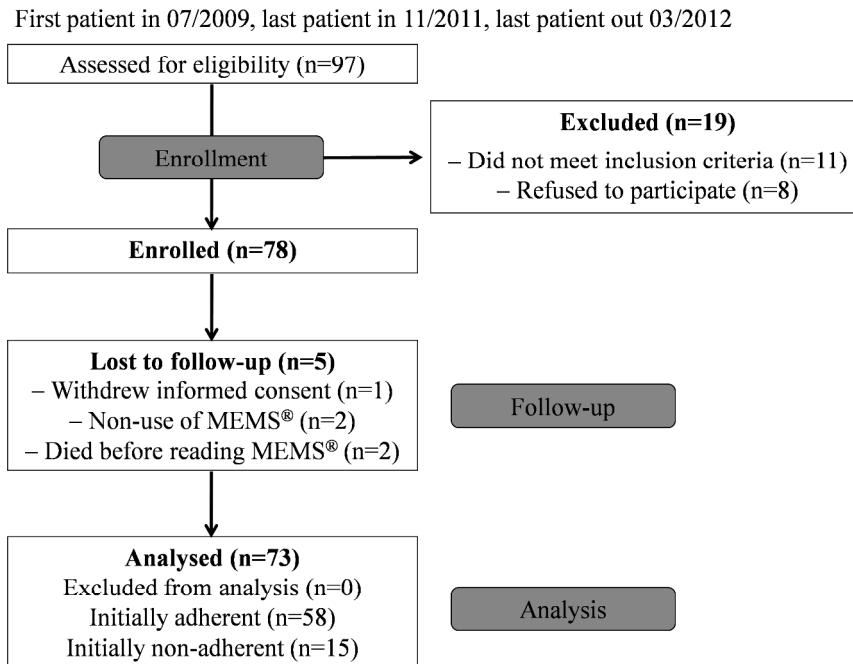 First patient in 07/2009, last patient in 11/2011, last patient out 03/2012
Assessed for eligibility (n=97)
Enrollment
Excluded (n=19)
– Did not meet inclusion criteria (n=11)
– Refused to participate (n=8)
Enrolled (n=78)
Lost to follow-up (n=5)
– Withdrew informed consent (n=1)
– Non-use of MEMS® (n=2)
– Died before reading MEMS® (n=2)
Follow-up
Analysed (n=73)
Excluded from analysis (n=0)
Initially adherent (n=58)
Initially non-adherent (n=15)
Analysis